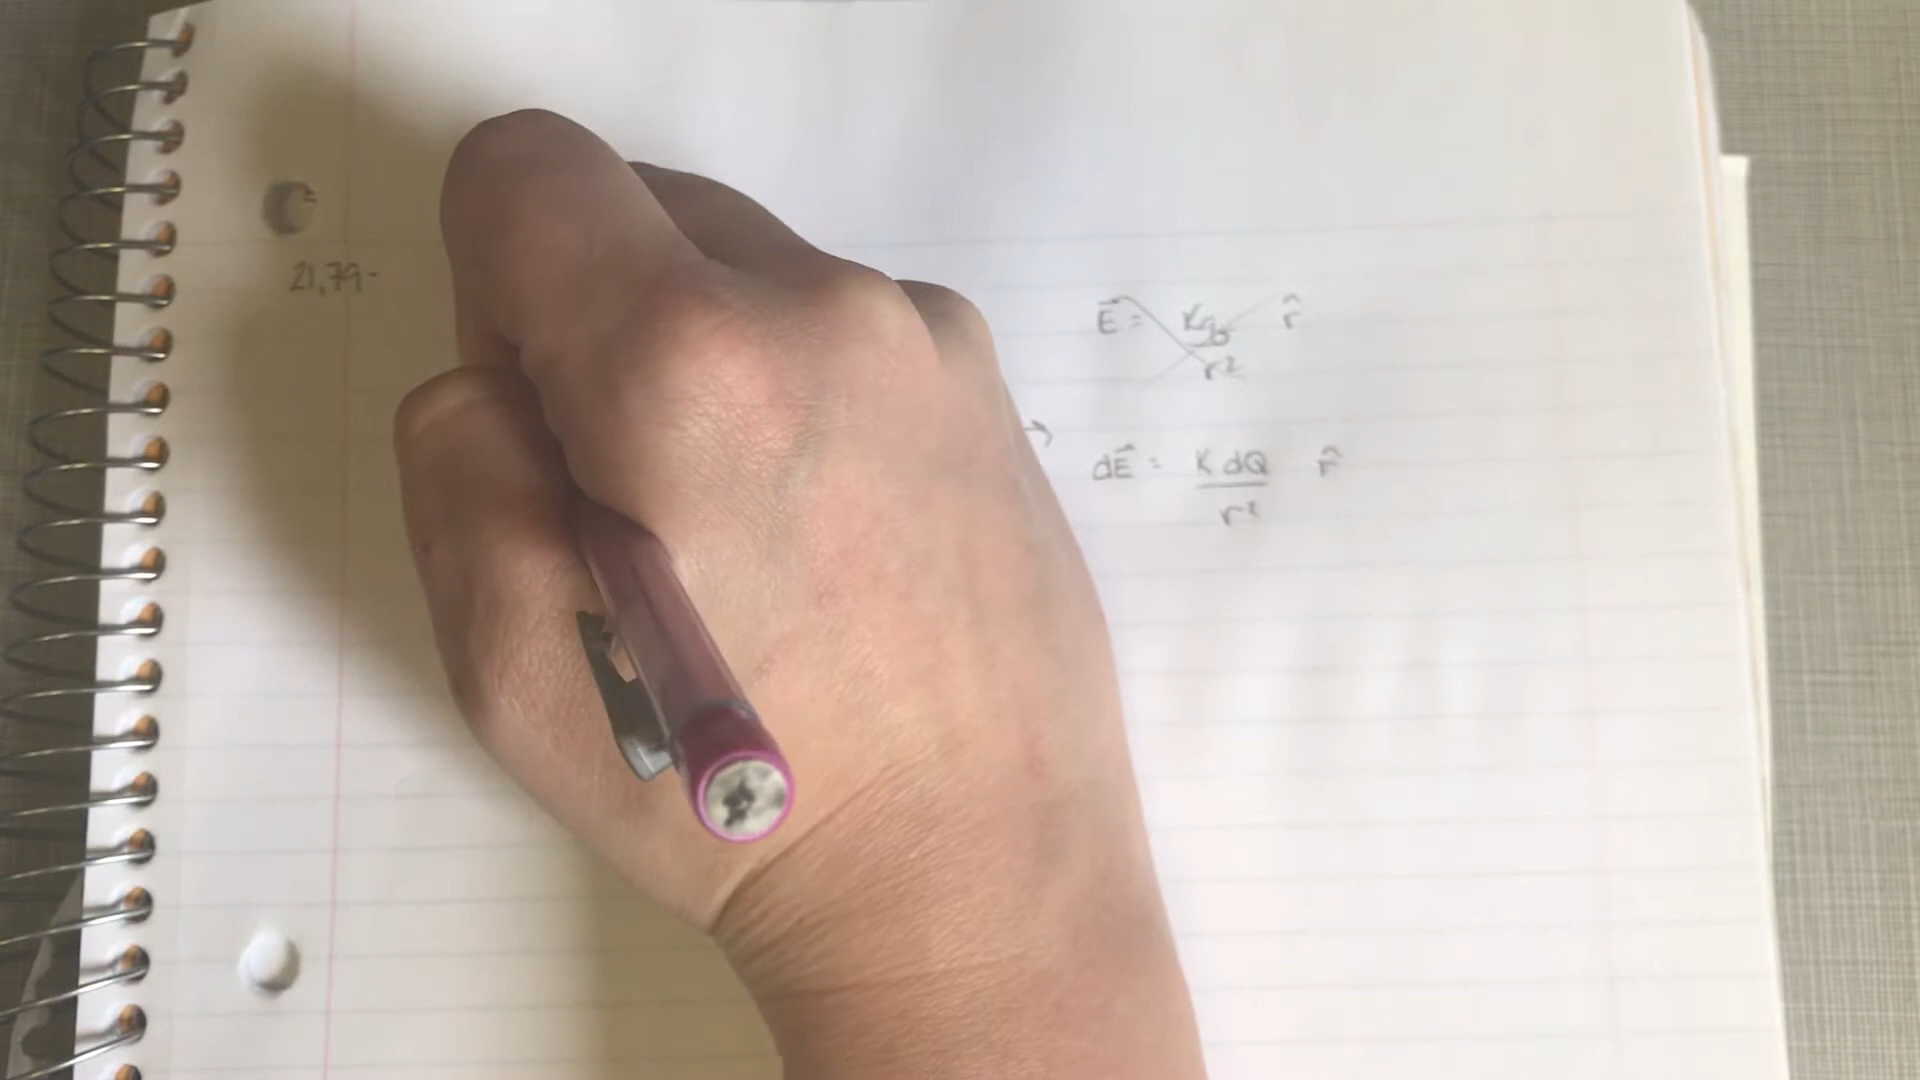 21,79-
E⃗ = Kq r̂
r²
→
dE⃗ = K dQ r̂
r²